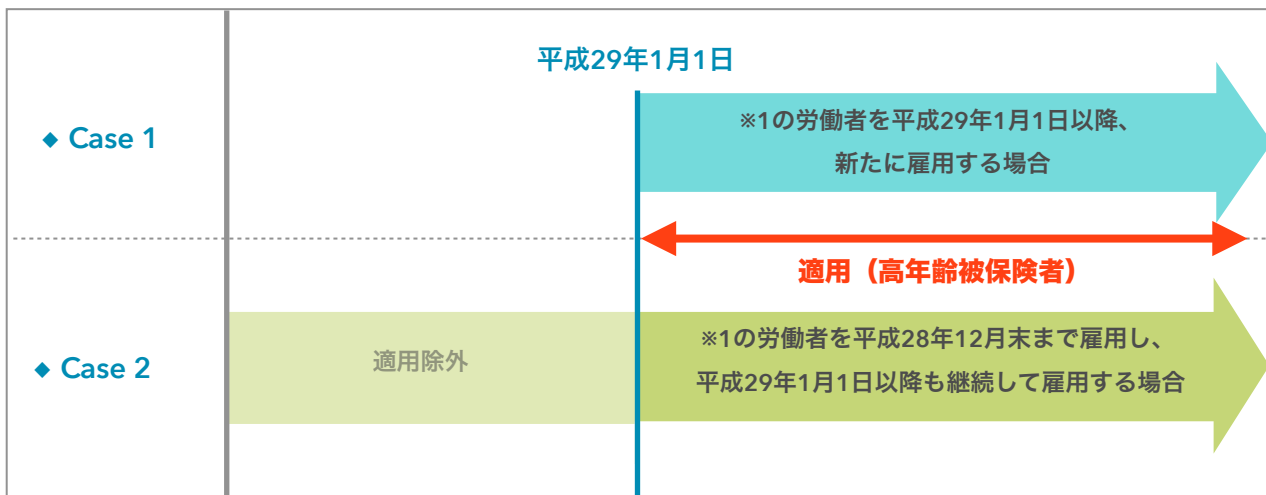 平成29年1月1日
◆ Case 1
※1の労働者を平成29年1月1日以降、
新たに雇用する場合
適用（高年齢被保険者）
◆ Case 2
適用除外
※1の労働者を平成28年12月末まで雇用し、
平成29年1月1日以降も継続して雇用する場合